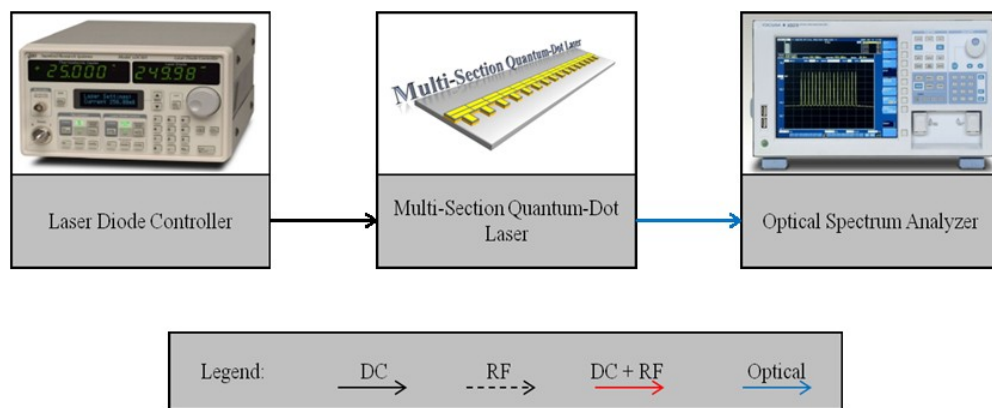 25.000
249.98
Multi-Section Quantum-Dot Laser
YOKOGAWA
Laser Diode Controller
Multi-Section Quantum-Dot
Laser
Optical Spectrum Analyzer
Legend:
DC
RF
DC + RF
Optical